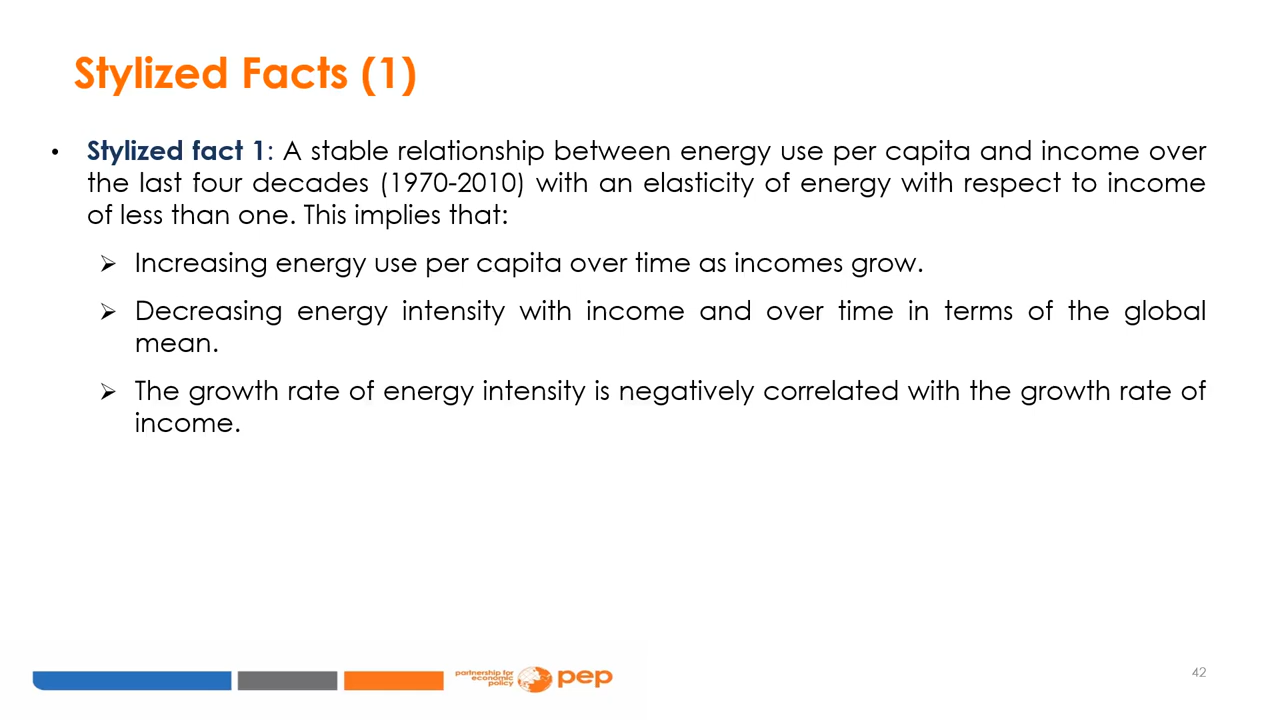 Stylized Facts (1)
• Stylized fact 1: A stable relationship between energy use per capita and income over
the last four decades (1970-2010) with an elasticity of energy with respect to income
of less than one. This implies that:
➢ Increasing energy use per capita over time as incomes grow.
➢ Decreasing energy intensity with income and over time in terms of the global
mean.
➢ The growth rate of energy intensity is negatively correlated with the growth rate of
income.
partnership for
economic
policy
pep
42